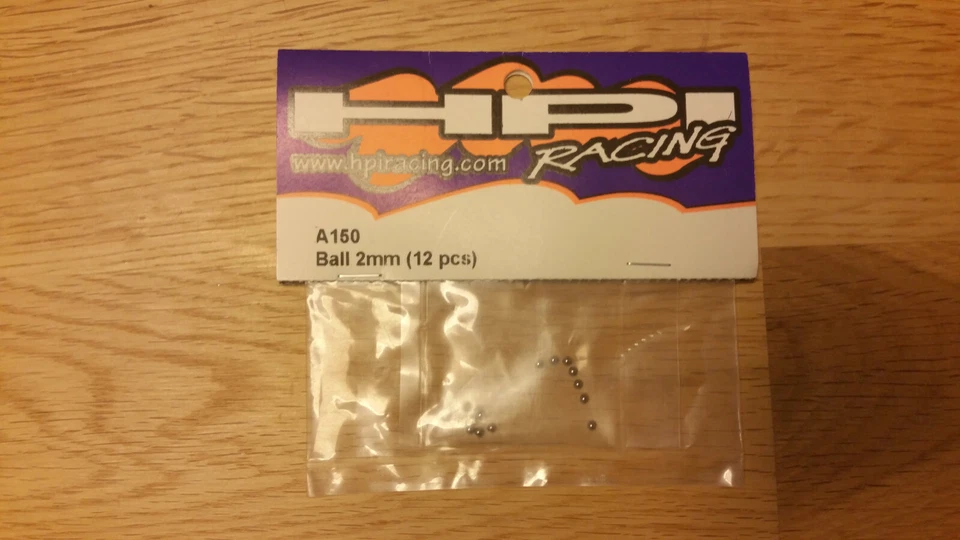 HPI
RACING
www.hpiracing.com
A150
Ball 2mm (12 pcs)